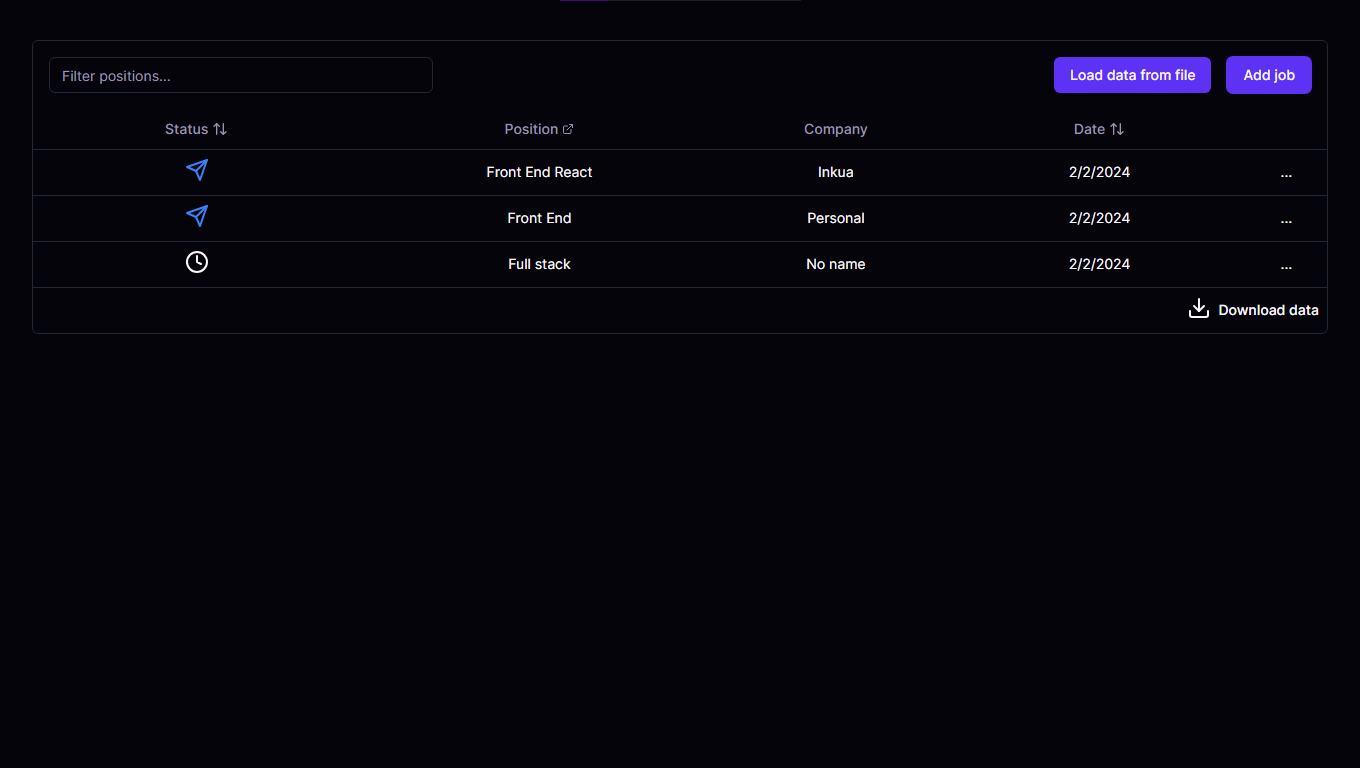 Filter positions...
Load data from file
Add job
Status Position Company Date
Front End React Inkua 2/2/2024 ...
Front End Personal 2/2/2024 ...
Full stack No name 2/2/2024 ...
Download data